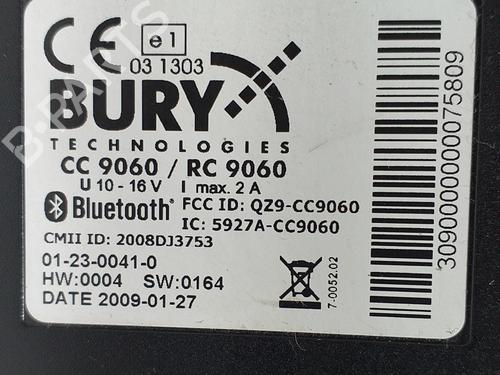 CE e1
03 1303
BURY
TECHNOLOGIES
CC 9060 / RC 9060
U 10 - 16 V I max. 2 A
Bluetooth® FCC ID: QZ9-CC9060
IC: 5927A-CC9060
CMII ID: 2008DJ3753
01-23-0041-0
HW:0004 SW:0164
DATE 2009-01-27
7-0052.02
3090000000075809
B-PARTS